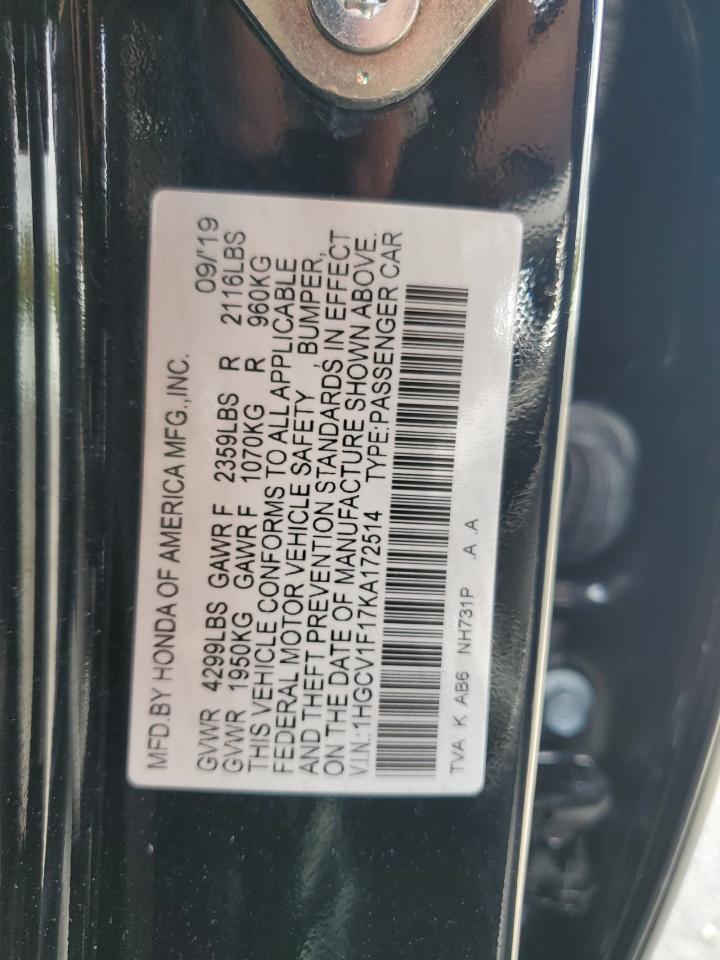 MFD.BY HONDA OF AMERICA MFG.,INC. 09/'19
GVWR 4299LBS GAWR F 2359LBS R 2116LBS
GVWR 1950KG GAWR F 1070KG R 960KG
THIS VEHICLE CONFORMS TO ALL APPLICABLE
FEDERAL MOTOR VEHICLE SAFETY , BUMPER,
AND THEFT PREVENTION STANDARDS, IN EFFECT
ON THE DATE OF MANUFACTURE SHOWN ABOVE.
V.I.N.:1HGCV1F17KA172514 TYPE:PASSENGER CAR
TVA K AB6 NH731P .A .A